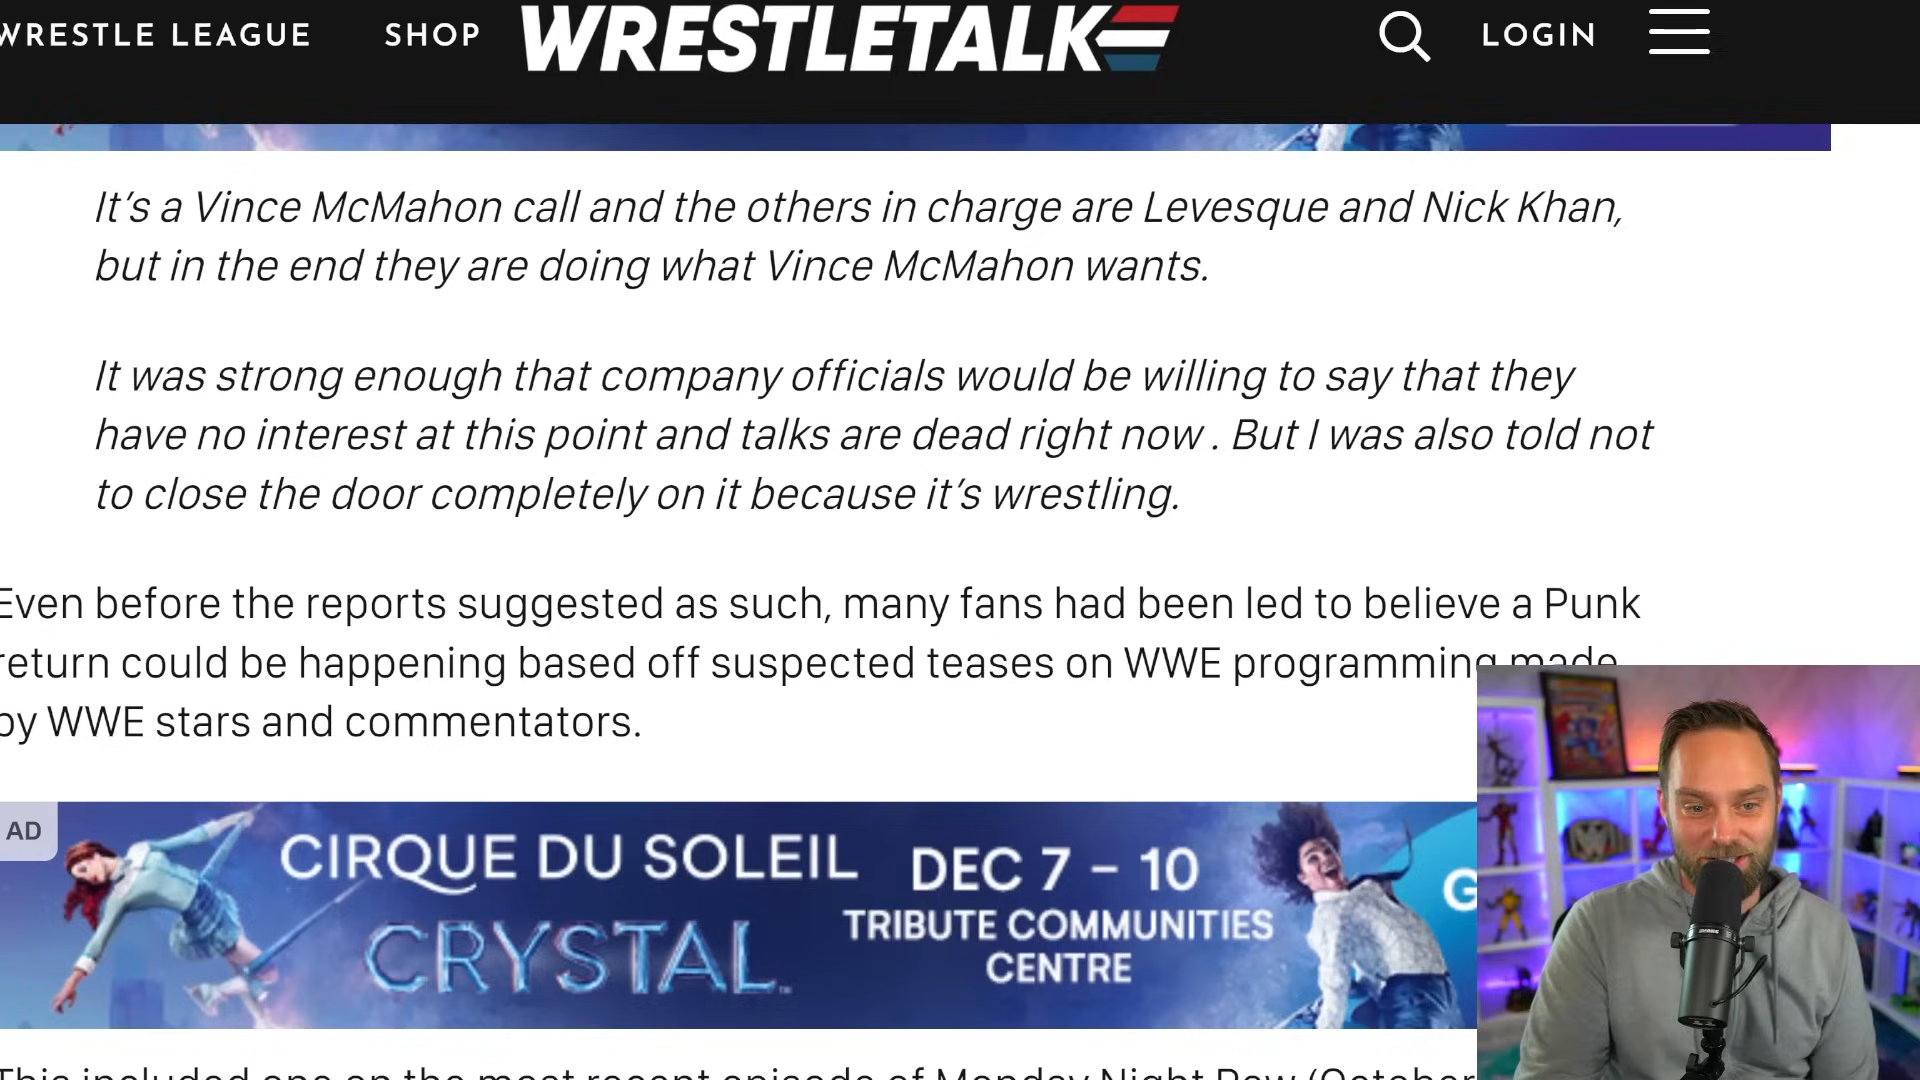 WRESTLE LEAGUE SHOP WRESTLETALK LOGIN
It's a Vince McMahon call and the others in charge are Levesque and Nick Khan,
but in the end they are doing what Vince McMahon wants.
It was strong enough that company officials would be willing to say that they
have no interest at this point and talks are dead right now . But I was also told not
to close the door completely on it because it's wrestling.
Even before the reports suggested as such, many fans had been led to believe a Punk
return could be happening based off suspected teases on WWE programming made
by WWE stars and commentators.
AD
CIRQUE DU SOLEIL
CRYSTAL
DEC 7 - 10
TRIBUTE COMMUNITIES
CENTRE
G
This included one on the most recent episode of Monday Night Raw (October